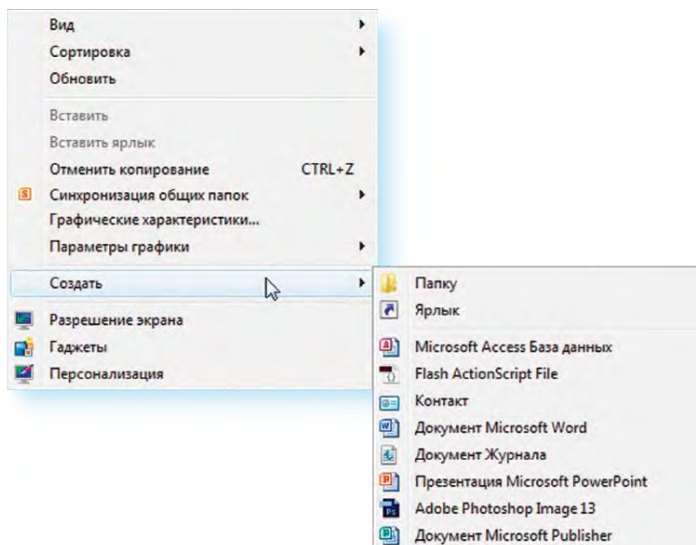 Вид
Сортировка
Обновить
Вставить
Вставить ярлык
Отменить копирование CTRL+Z
Синхронизация общих папок
Графические характеристики...
Параметры графики
Создать
Разрешение экрана
Гаджеты
Персонализация
Папку
Ярлык
Microsoft Access База данных
Flash ActionScript File
Контакт
Документ Microsoft Word
Документ Журнала
Презентация Microsoft PowerPoint
Adobe Photoshop Image 13
Документ Microsoft Publisher